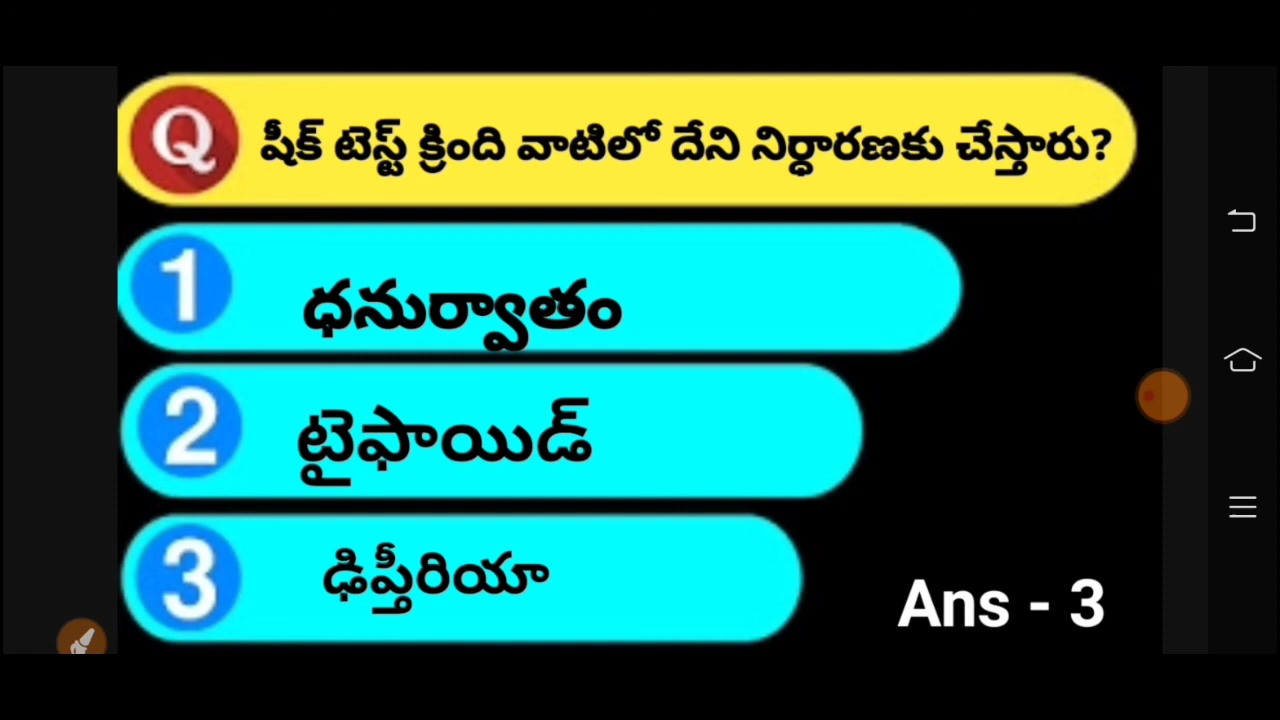 Q షీక్ టెస్ట్ క్రింది వాటిలో దేని నిర్ధారణకు చేస్తారు?
1 ధనుర్వాతం
2 టైఫాయిడ్
3 ఢిప్తీరియా
Ans - 3